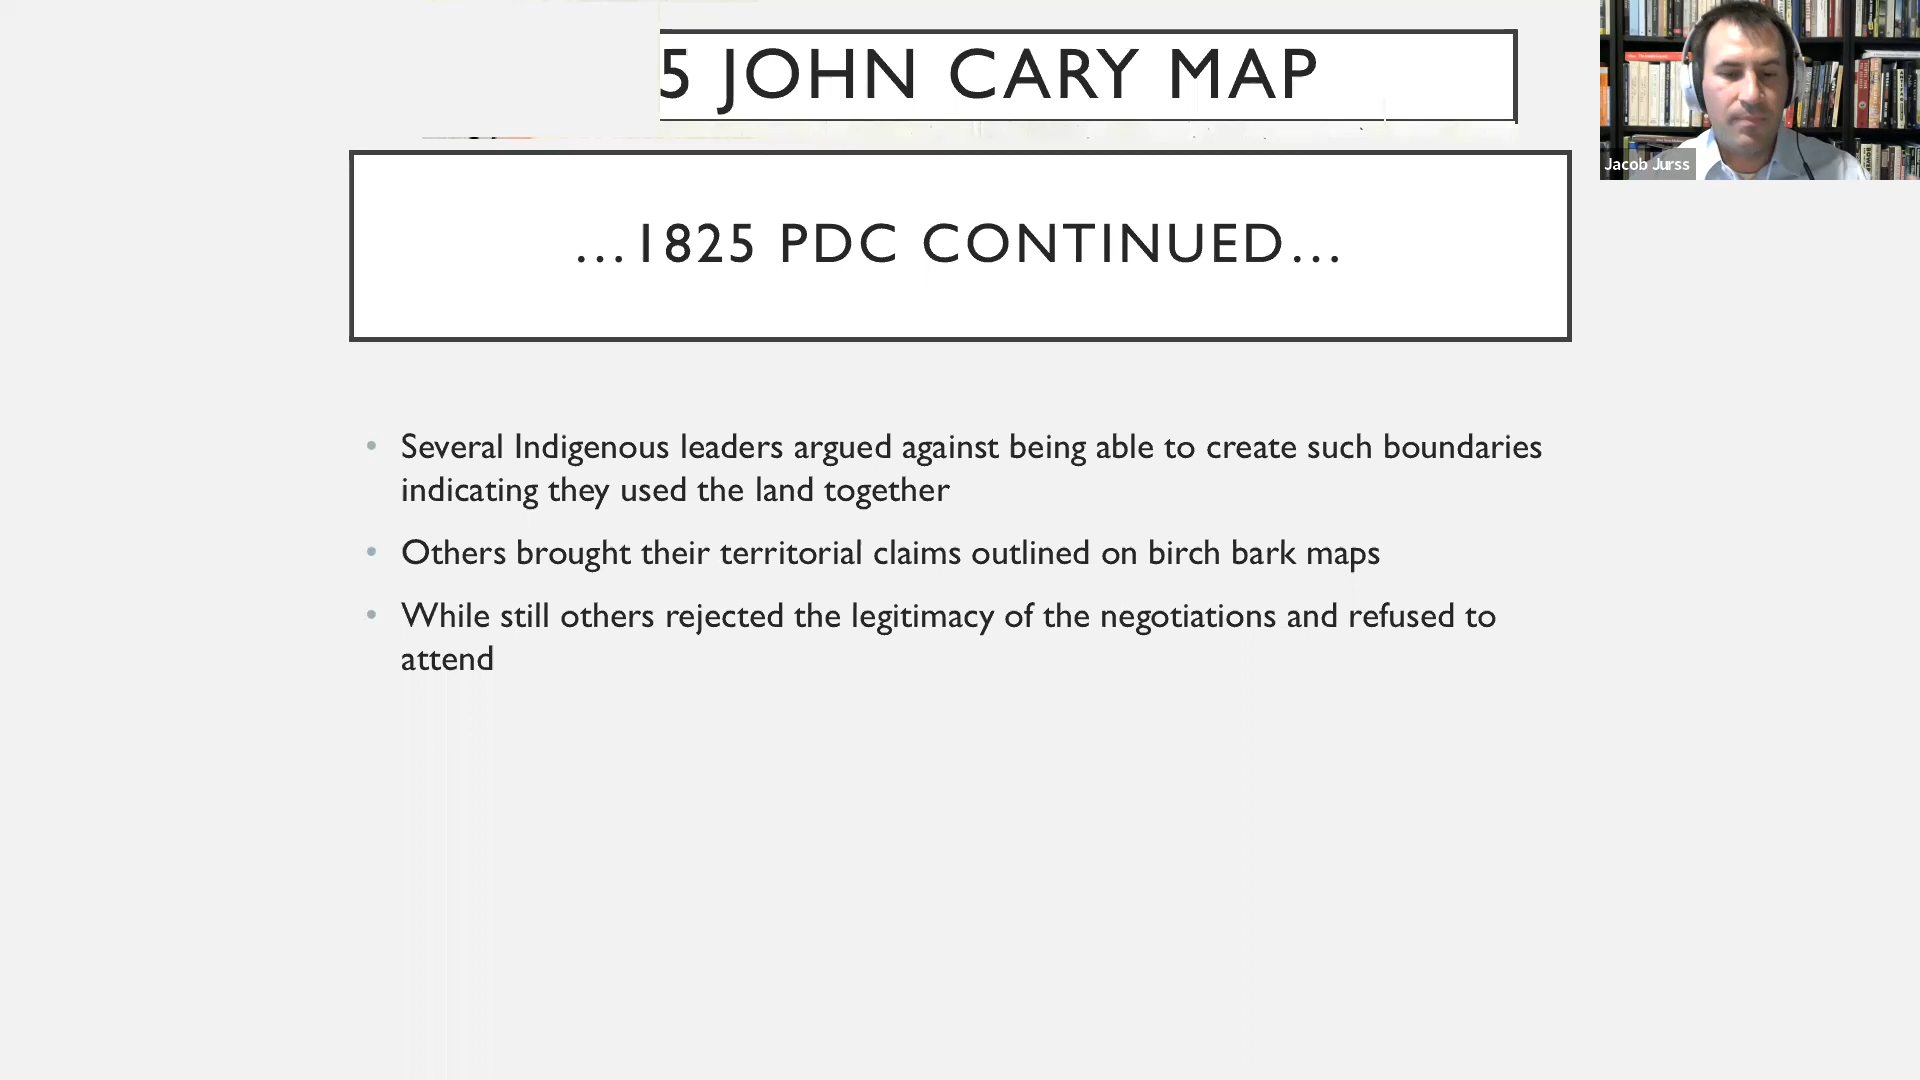 5 JOHN CARY MAP
Jacob Jurss
...1825 PDC CONTINUED...
• Several Indigenous leaders argued against being able to create such boundaries
indicating they used the land together
• Others brought their territorial claims outlined on birch bark maps
• While still others rejected the legitimacy of the negotiations and refused to
attend